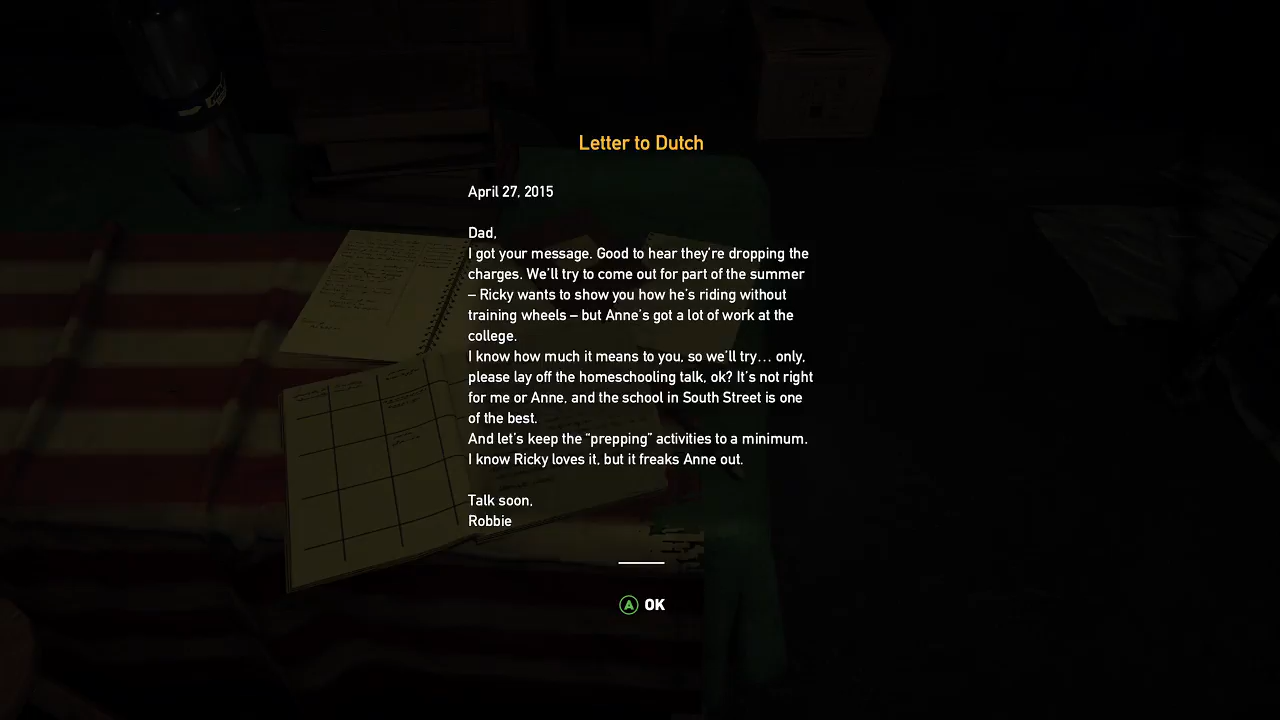 Letter to Dutch
April 27, 2015
Dad,
I got your message. Good to hear they're dropping the
charges. We'll try to come out for part of the summer
– Ricky wants to show you how he's riding without
training wheels – but Anne's got a lot of work at the
college.
I know how much it means to you, so we'll try... only,
please lay off the homeschooling talk, ok? It's not right
for me or Anne, and the school in South Street is one
of the best.
And let's keep the “prepping” activities to a minimum.
I know Ricky loves it, but it freaks Anne out.
Talk soon,
Robbie
A OK